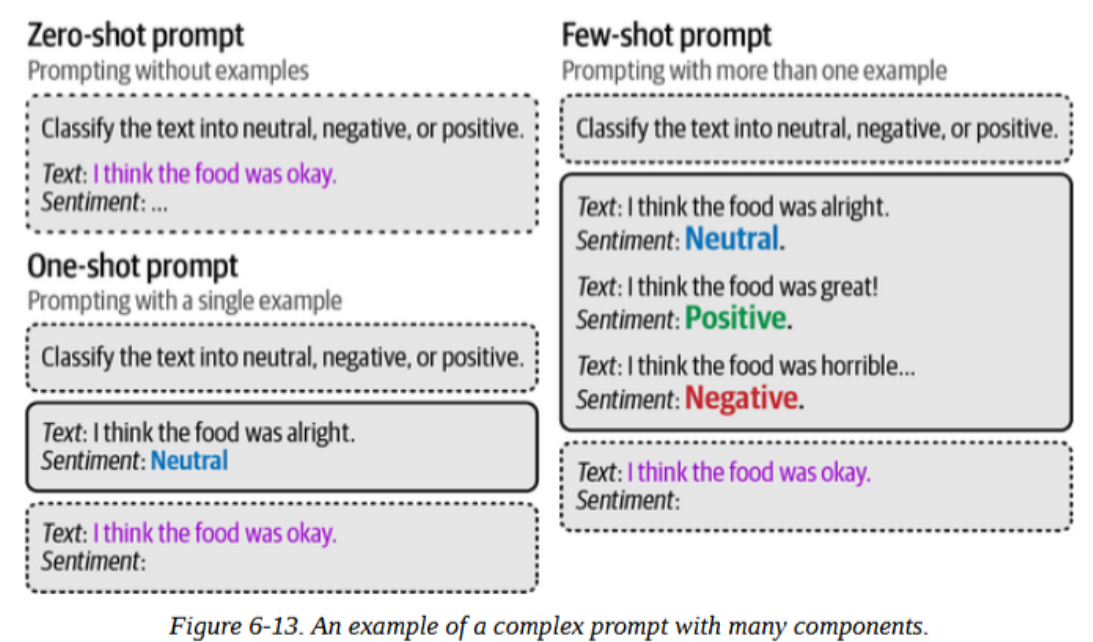 Zero-shot prompt
Prompting without examples
Classify the text into neutral, negative, or positive.
Text: I think the food was okay.
Sentiment: ...
One-shot prompt
Prompting with a single example
Classify the text into neutral, negative, or positive.
Text: I think the food was alright.
Sentiment: Neutral
Text: I think the food was okay.
Sentiment:
Few-shot prompt
Prompting with more than one example
Classify the text into neutral, negative, or positive.
Text: I think the food was alright.
Sentiment: Neutral.
Text: I think the food was great!
Sentiment: Positive.
Text: I think the food was horrible...
Sentiment: Negative.
Text: I think the food was okay.
Sentiment:
Figure 6-13. An example of a complex prompt with many components.